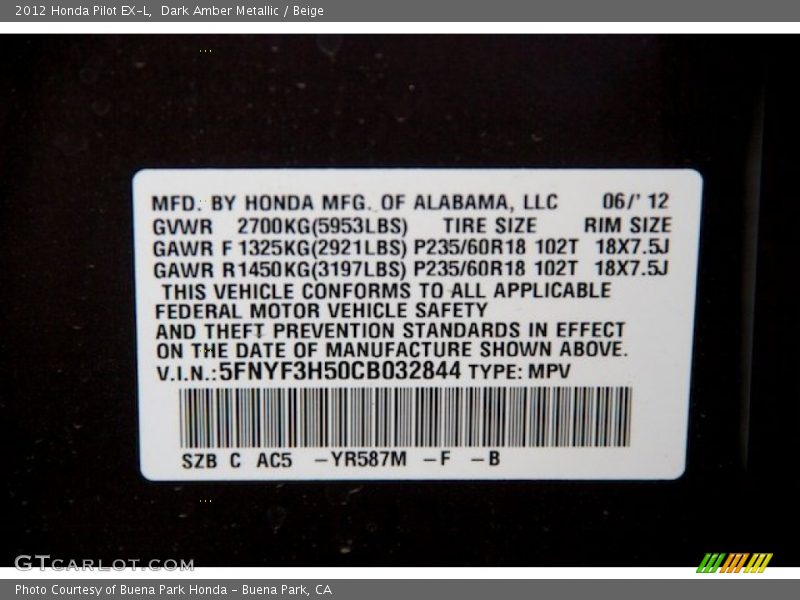 2012 Honda Pilot EX-L, Dark Amber Metallic / Beige
MFD. BY HONDA MFG. OF ALABAMA, LLC 06/' 12
GVWR 2700KG(5953LBS) TIRE SIZE RIM SIZE
GAWR F 1325KG(2921LBS) P235/60R18 102T 18X7.5J
GAWR R 1450KG(3197LBS) P235/60R18 102T 18X7.5J
THIS VEHICLE CONFORMS TO ALL APPLICABLE
FEDERAL MOTOR VEHICLE SAFETY
AND THEFT PREVENTION STANDARDS IN EFFECT
ON THE DATE OF MANUFACTURE SHOWN ABOVE.
V.I.N.:5FNYF3H50CB032844 TYPE: MPV
SZB C AC5 -YR587M -F -B
GTCARLOT.COM
Photo Courtesy of Buena Park Honda - Buena Park, CA